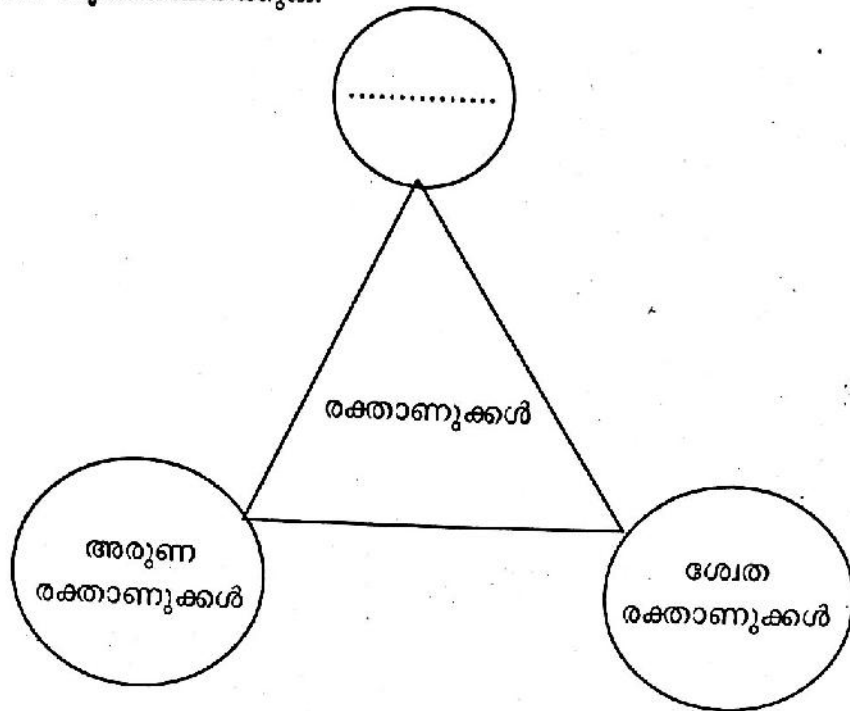 ...............
രക്താണുക്കൾ
അരുണ
രക്താണുക്കൾ
ശ്വേത
രക്താണുക്കൾ